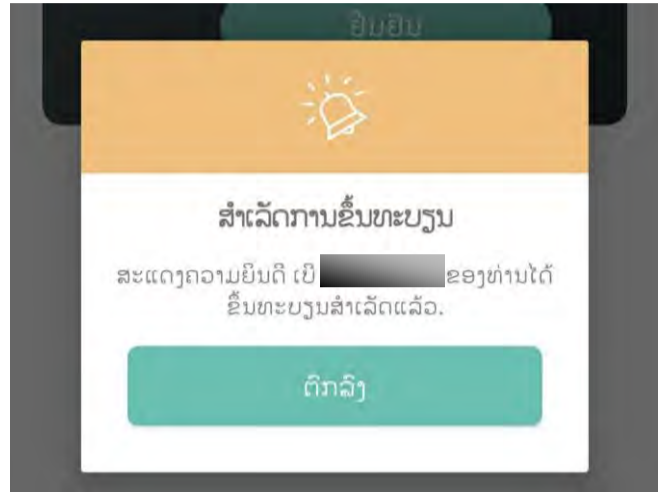 ຢືນຢັນ
ສຳເລັດການຂຶ້ນທະບຽນ
ສະແດງຄວາມຍິນດີ ເບີ ຂອງທ່ານໄດ້
ຂຶ້ນທະບຽນສຳເລັດແລ້ວ.
ຕົກລົງ